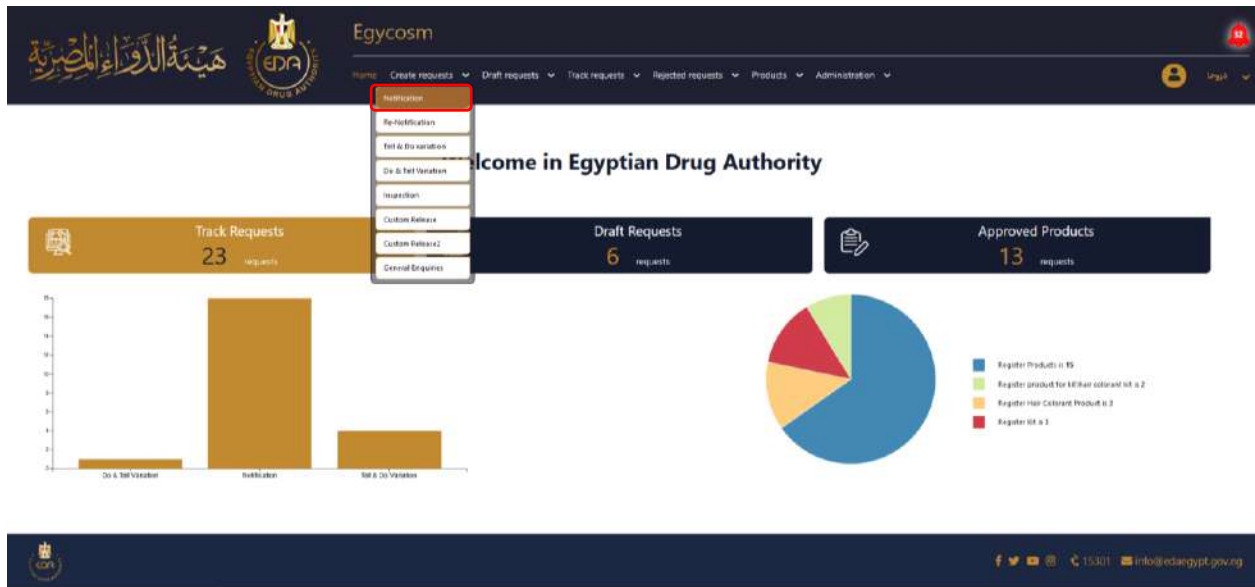 هيئة الدواء المصرية
EDA
EGYPTIAN DRUG AUTHORITY
Egycosm
32
Home Create requests Draft requests Track requests Rejected requests Products Administration
Notification
Re-Notification
Tell & Do variation
Do & Tell Variation
Inspection
Custom Release
Custom Release2
General Enquiries
Welcome in Egyptian Drug Authority
Track Requests
23 requests
Draft Requests
6 requests
Approved Products
13 requests
Do & Tell Variation
Notification
Tell & Do Variation
Register Products is 15
Register product for kit/hair colorant kit is 2
Register Hair Colorant Product is 3
Register kit is 3
EDA
15301 info@edaegypt.gov.eg